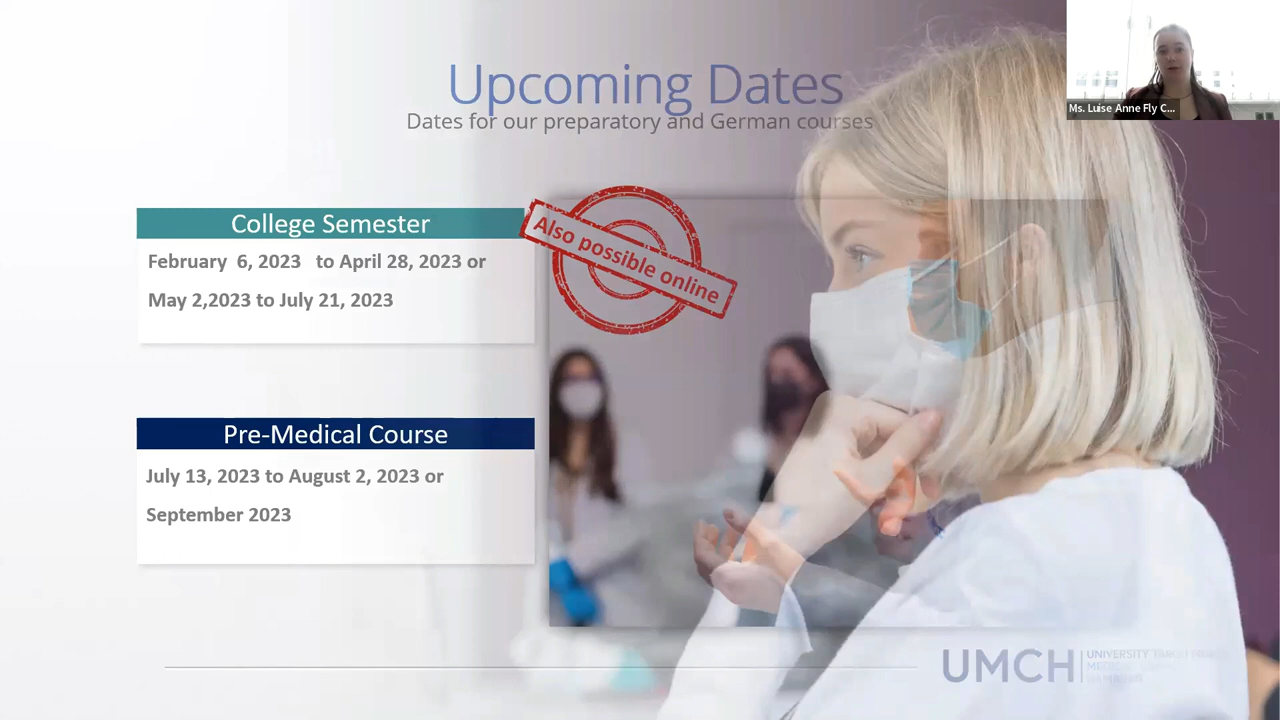 Upcoming Dates
Dates for our preparatory and German courses
Ms. Luise Anne Fly C...
College Semester
February 6, 2023 to April 28, 2023 or
May 2,2023 to July 21, 2023
Also possible online
Pre-Medical Course
July 13, 2023 to August 2, 2023 or
September 2023
UMCH
UNIVERSITY